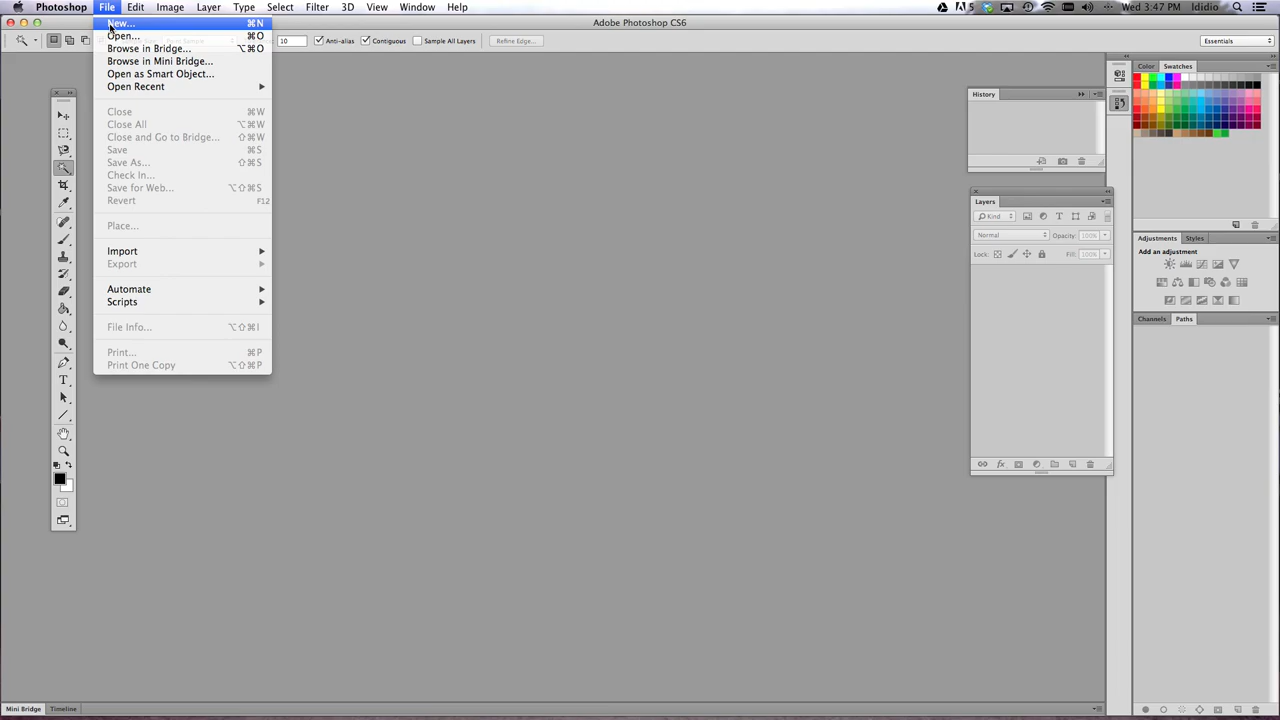 Photoshop File Edit Image Layer Type Select Filter 3D View Window Help 5 Wed 3:47 PM ldidio
Adobe Photoshop CS6
New... ⌘N
Open... ⌘O
10 Anti-alias Contiguous Sample All Layers Refine Edge... Essentials
Browse in Bridge... ⌥⌘O
Browse in Mini Bridge...
Open as Smart Object...
Open Recent
Close ⌘W
Close All ⌥⌘W
Close and Go to Bridge... ⇧⌘W
Save ⌘S
Save As... ⇧⌘S
Check In...
Save for Web... ⌥⇧⌘S
Revert F12
Place...
Import
Export
Automate
Scripts
File Info... ⌥⇧⌘I
Print... ⌘P
Print One Copy ⌥⇧⌘P
History
Layers
Kind
Normal Opacity: 100%
Lock: Fill: 100%
Color Swatches
Adjustments Styles
Add an adjustment
Channels Paths
Mini Bridge Timeline